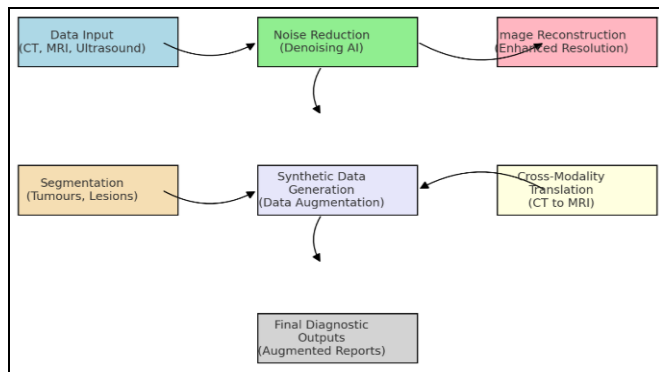 Data Input
(CT, MRI, Ultrasound)
Noise Reduction
(Denoising AI)
mage Reconstruction
(Enhanced Resolution)
Segmentation
(Tumours, Lesions)
Synthetic Data
Generation
(Data Augmentation)
Cross-Modality
Translation
(CT to MRI)
Final Diagnostic
Outputs
(Augmented Reports)